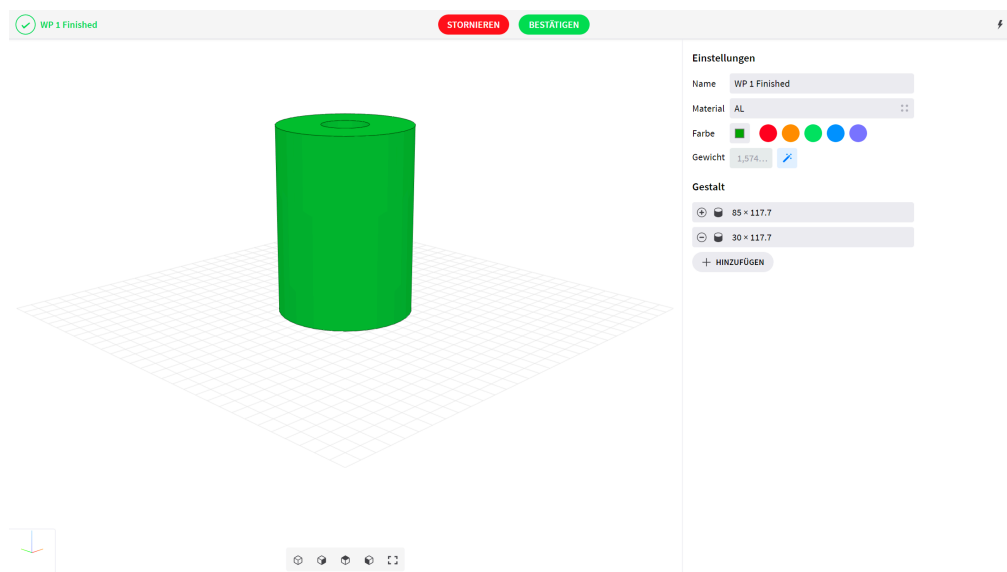 WP 1 Finished
STORNIEREN
BESTÄTIGEN
Einstellungen
Name WP 1 Finished
Material AL
Farbe
Gewicht 1,574...
Gestalt
85 × 117.7
30 × 117.7
HINZUFÜGEN